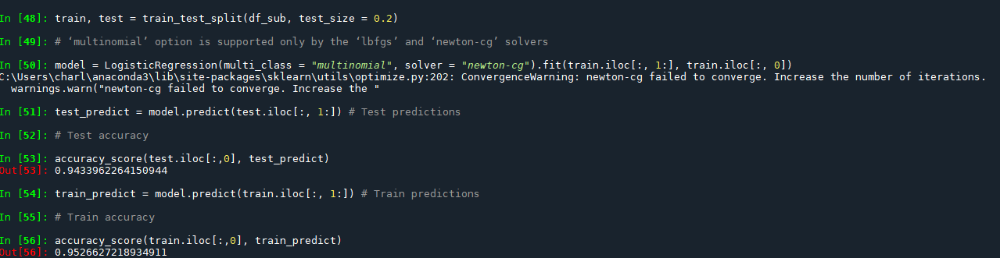 In [48]: train, test = train_test_split(df_sub, test_size = 0.2)
In [49]: # ‘multinomial’ option is supported only by the ‘lbfgs’ and ‘newton-cg’ solvers
In [50]: model = LogisticRegression(multi_class = "multinomial", solver = "newton-cg").fit(train.iloc[:, 1:], train.iloc[:, 0])
C:\Users\charl\anaconda3\lib\site-packages\sklearn\utils\optimize.py:202: ConvergenceWarning: newton-cg failed to converge. Increase the number of iterations.
  warnings.warn("newton-cg failed to converge. Increase the "
In [51]: test_predict = model.predict(test.iloc[:, 1:]) # Test predictions
In [52]: # Test accuracy
In [53]: accuracy_score(test.iloc[:,0], test_predict)
Out[53]: 0.9433962264150944
In [54]: train_predict = model.predict(train.iloc[:, 1:]) # Train predictions
In [55]: # Train accuracy
In [56]: accuracy_score(train.iloc[:,0], train_predict)
Out[56]: 0.9526627218934911